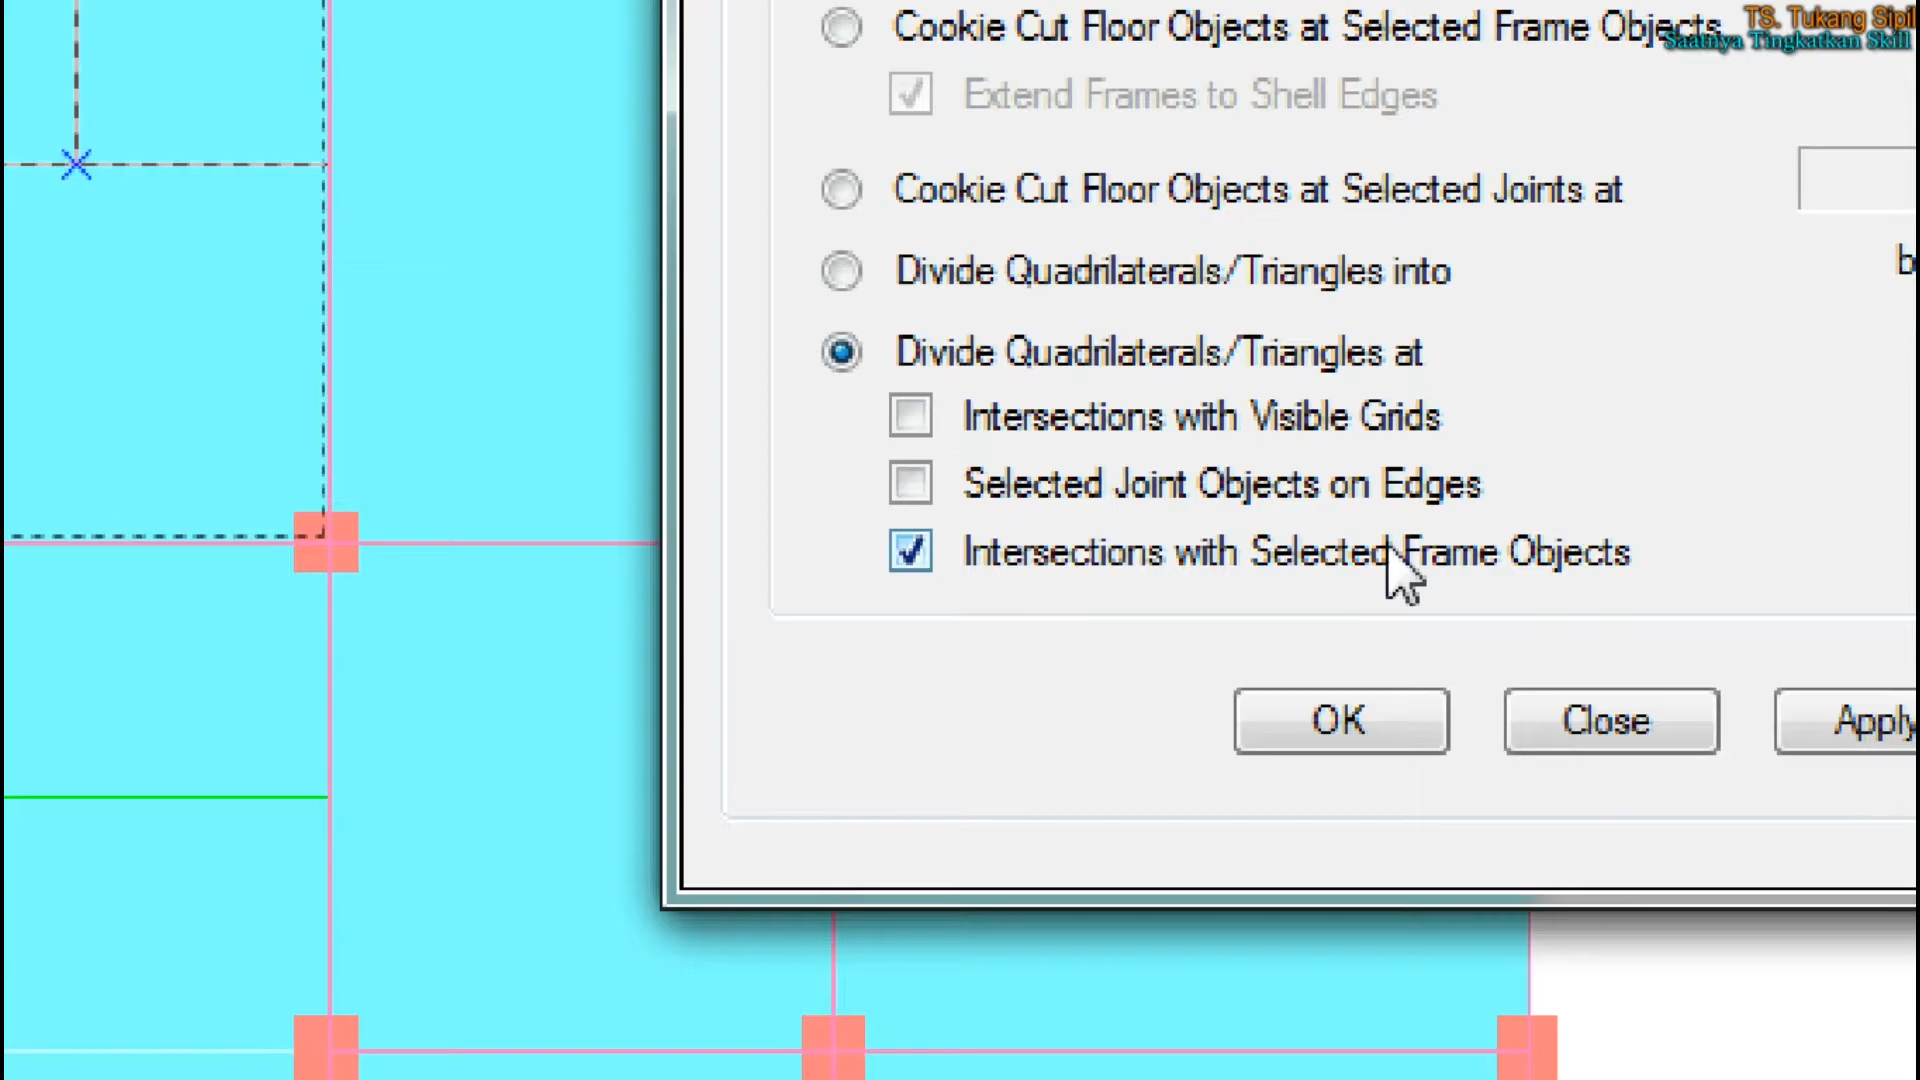 Cookie Cut Floor Objects at Selected Frame Objects
TS. Tukang Sipil
Saatnya Tingkatkan Skill
Extend Frames to Shell Edges
Cookie Cut Floor Objects at Selected Joints at
Divide Quadrilaterals/Triangles into
Divide Quadrilaterals/Triangles at
Intersections with Visible Grids
Selected Joint Objects on Edges
Intersections with Selected Frame Objects
OK
Close
Apply